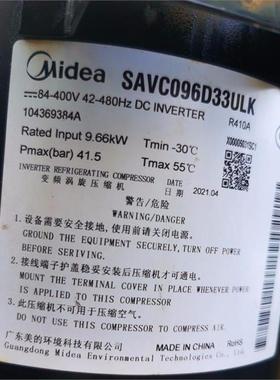 Midea SAVC096D33ULK
84-400V 42-480Hz DC INVERTER R410A
104369384A
Rated Input 9.66kW Tmin -30℃
Pmax(bar) 41.5 Tmax 55℃
INVERTER REFRIGERATING COMPRESSOR
变频涡旋压缩机
DATE 2021.04
警告/危险
WARNING/DANGER
1.设备需要安全接地,使用前请关闭电源。
GROUND THE EQUIPMENT SECURELY, TURN OFF POWER
BEFORE SERIVING.
2.接线端子护盖稳妥安装后压缩机才可通电。
MOUNT THE TERMINAL COVER IN PLACE WHENEVER POWER
IS APPLIED TO THIS COMPRESSOR
3.此压缩机不可用于压缩空气。
DO NOT USE THIS COMPRESSOR TO COMPRESS AIR.
MADE IN CHINA RoHS
广东美的环境科技有限公司
Guangdong Midea Environmental Technologies Co., Ltd